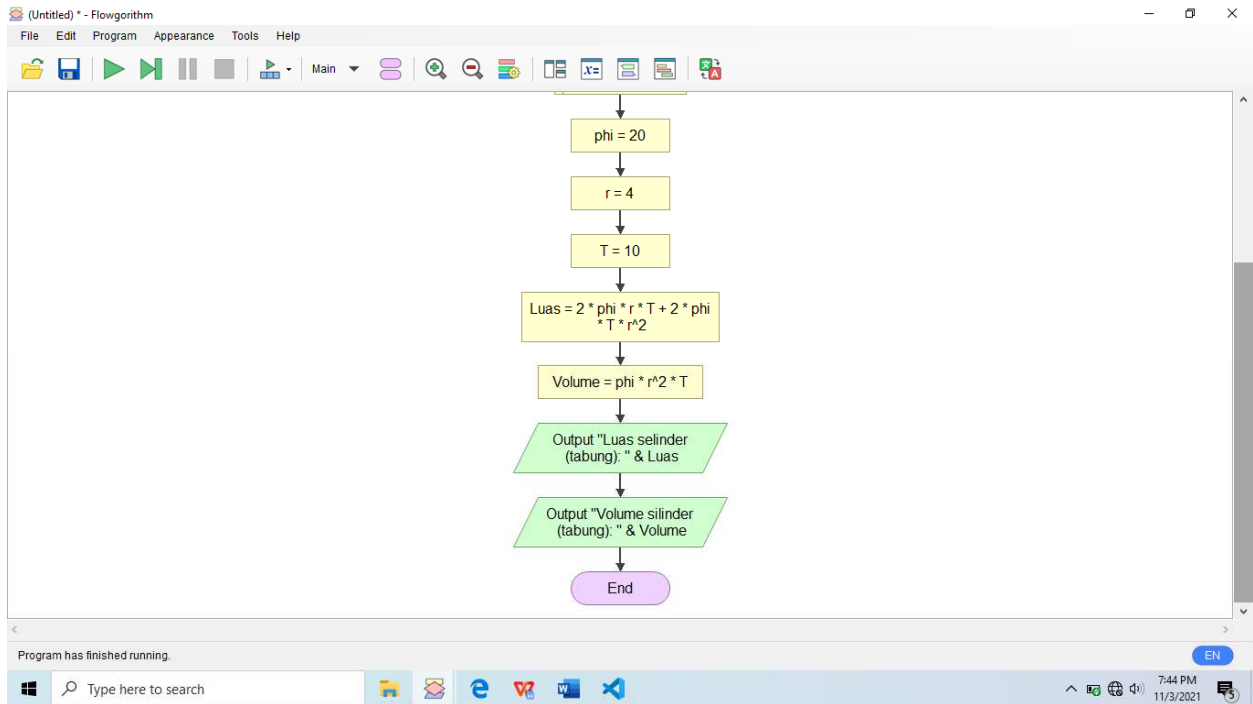 (Untitled) * - Flowgorithm
File Edit Program Appearance Tools Help
Main
phi = 20
r = 4
T = 10
Luas = 2 * phi * r * T + 2 * phi
* T * r^2
Volume = phi * r^2 * T
Output "Luas selinder
(tabung): " & Luas
Output "Volume silinder
(tabung): " & Volume
End
Program has finished running.
EN
Type here to search
7:44 PM
11/3/2021
5